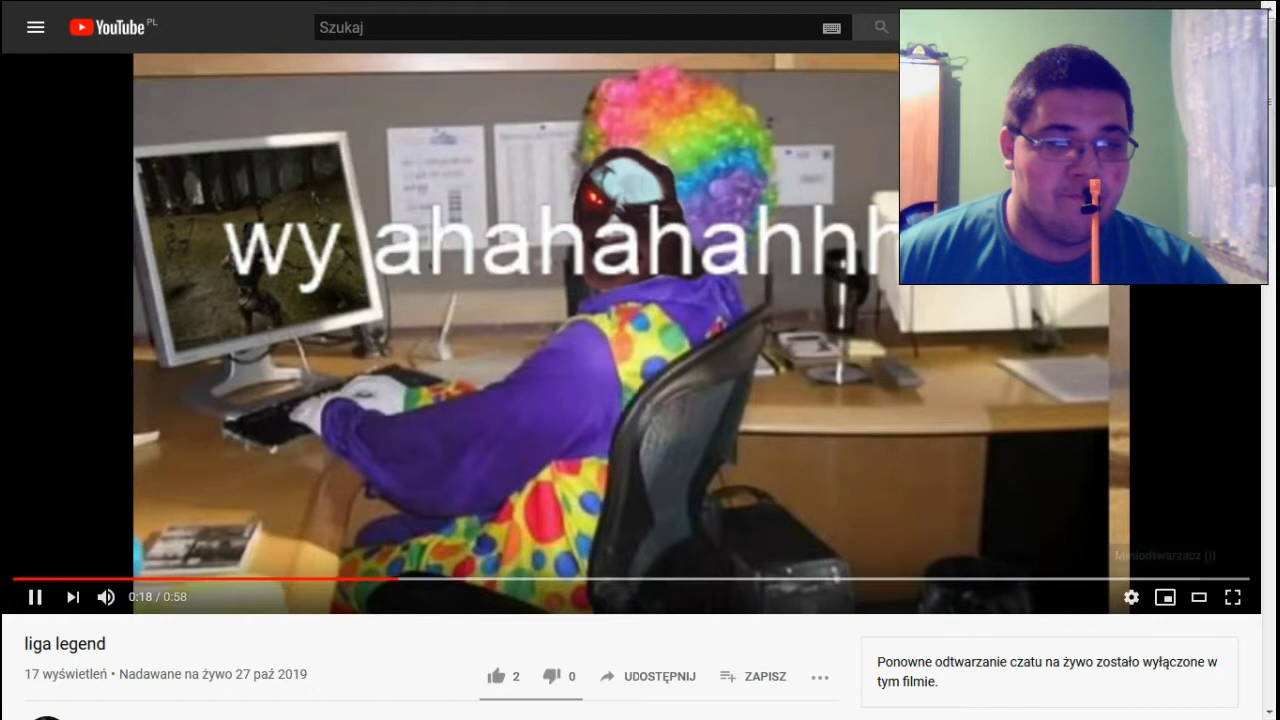 YouTube PL
Szukaj
wy ahahahahhh
Miniodtwarzacz (i)
0:18 / 0:58
liga legend
17 wyświetleń • Nadawane na żywo 27 paź 2019
2
0
UDOSTĘPNIJ
ZAPISZ
Ponowne odtwarzanie czatu na żywo zostało wyłączone w
tym filmie.